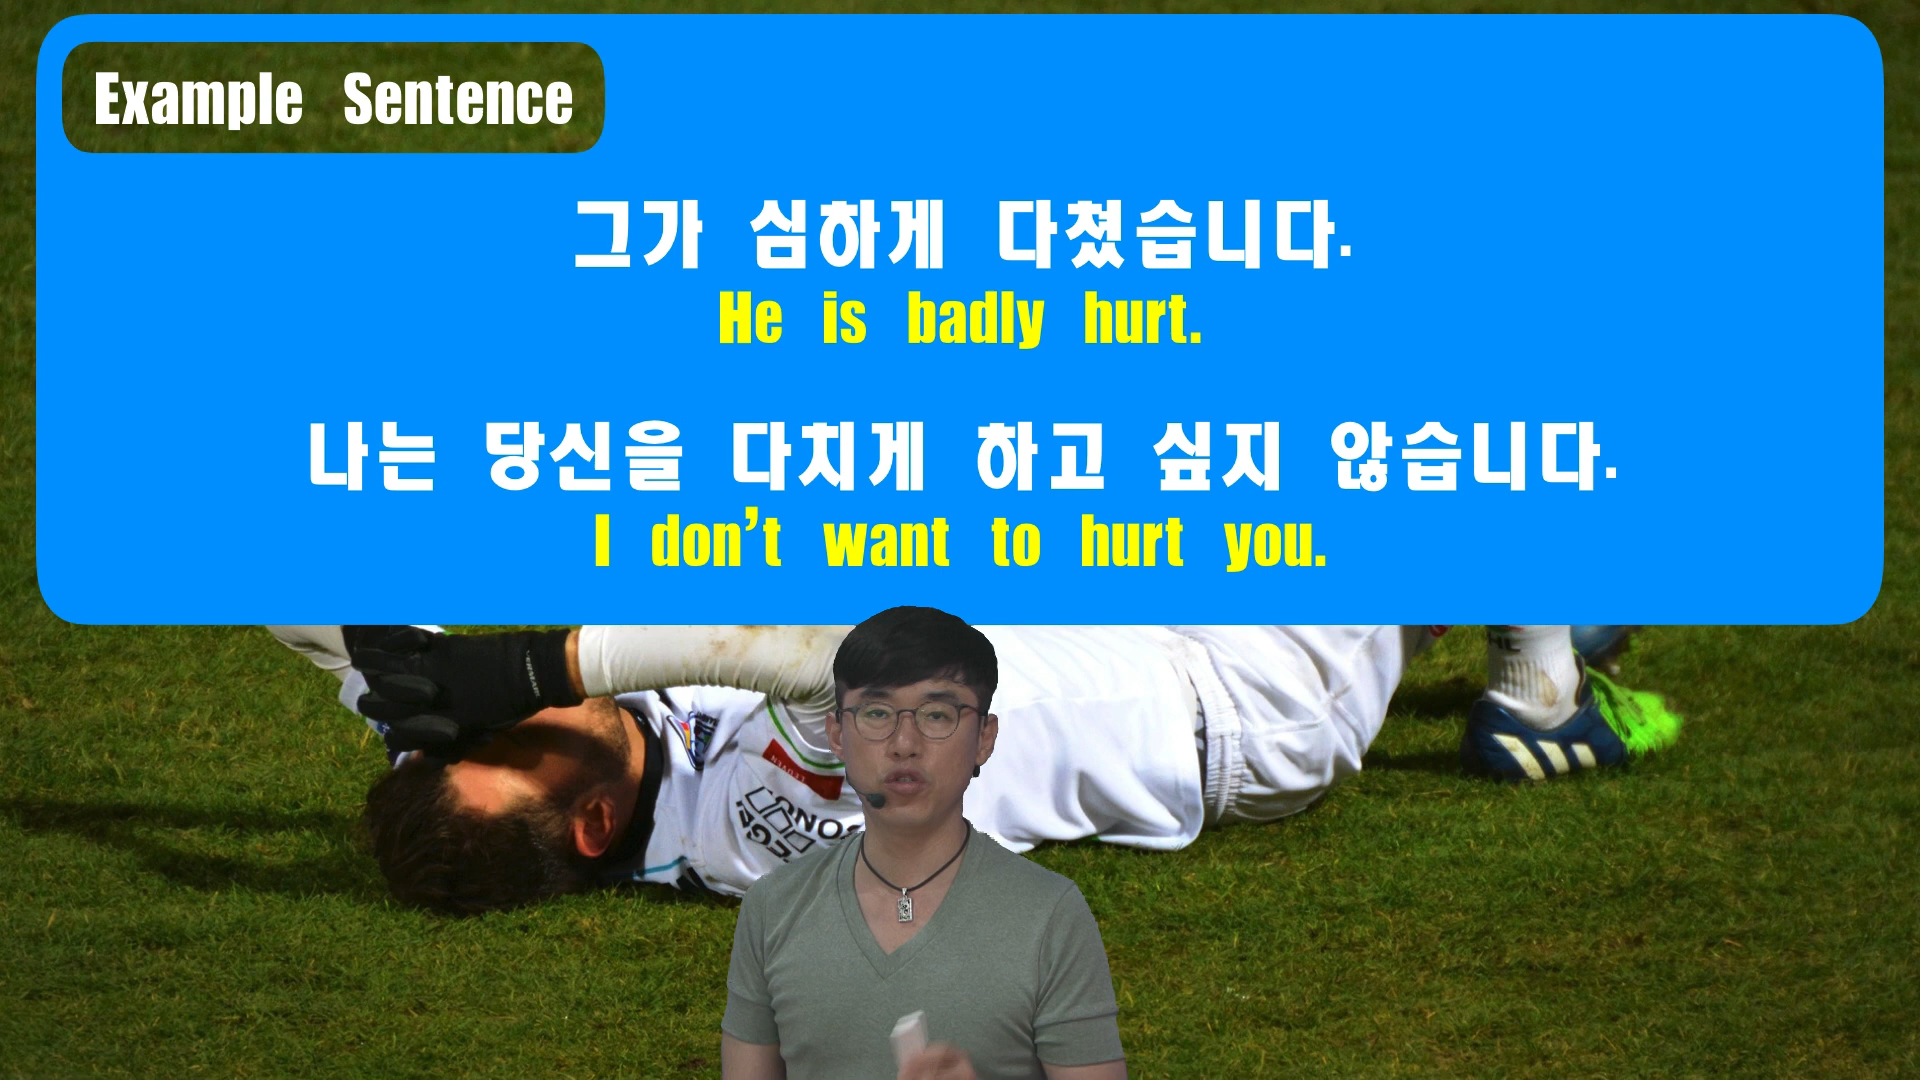 Example Sentence
그가 심하게 다쳤습니다.
He is badly hurt.
나는 당신을 다치게 하고 싶지 않습니다.
I don’t want to hurt you.
LEUVEN